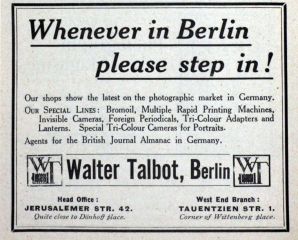 Whenever in Berlin
please step in!
Our shops show the latest on the photographic market in Germany.
OUR SPECIAL LINES: Bromoil, Multiple Rapid Printing Machines,
Invisible Cameras, Foreign Periodicals, Tri-Colour Adapters and
Lanterns. Special Tri-Colour Cameras for Portraits.
Agents for the British Journal Almanac in Germany.
WT Walter Talbot, Berlin WT
Head Office:
JERUSALEMER STR. 42.
Quite close to Dönhoff place.
West End Branch:
TAUENTZIEN STR. 1.
Corner of Wittenberg place.